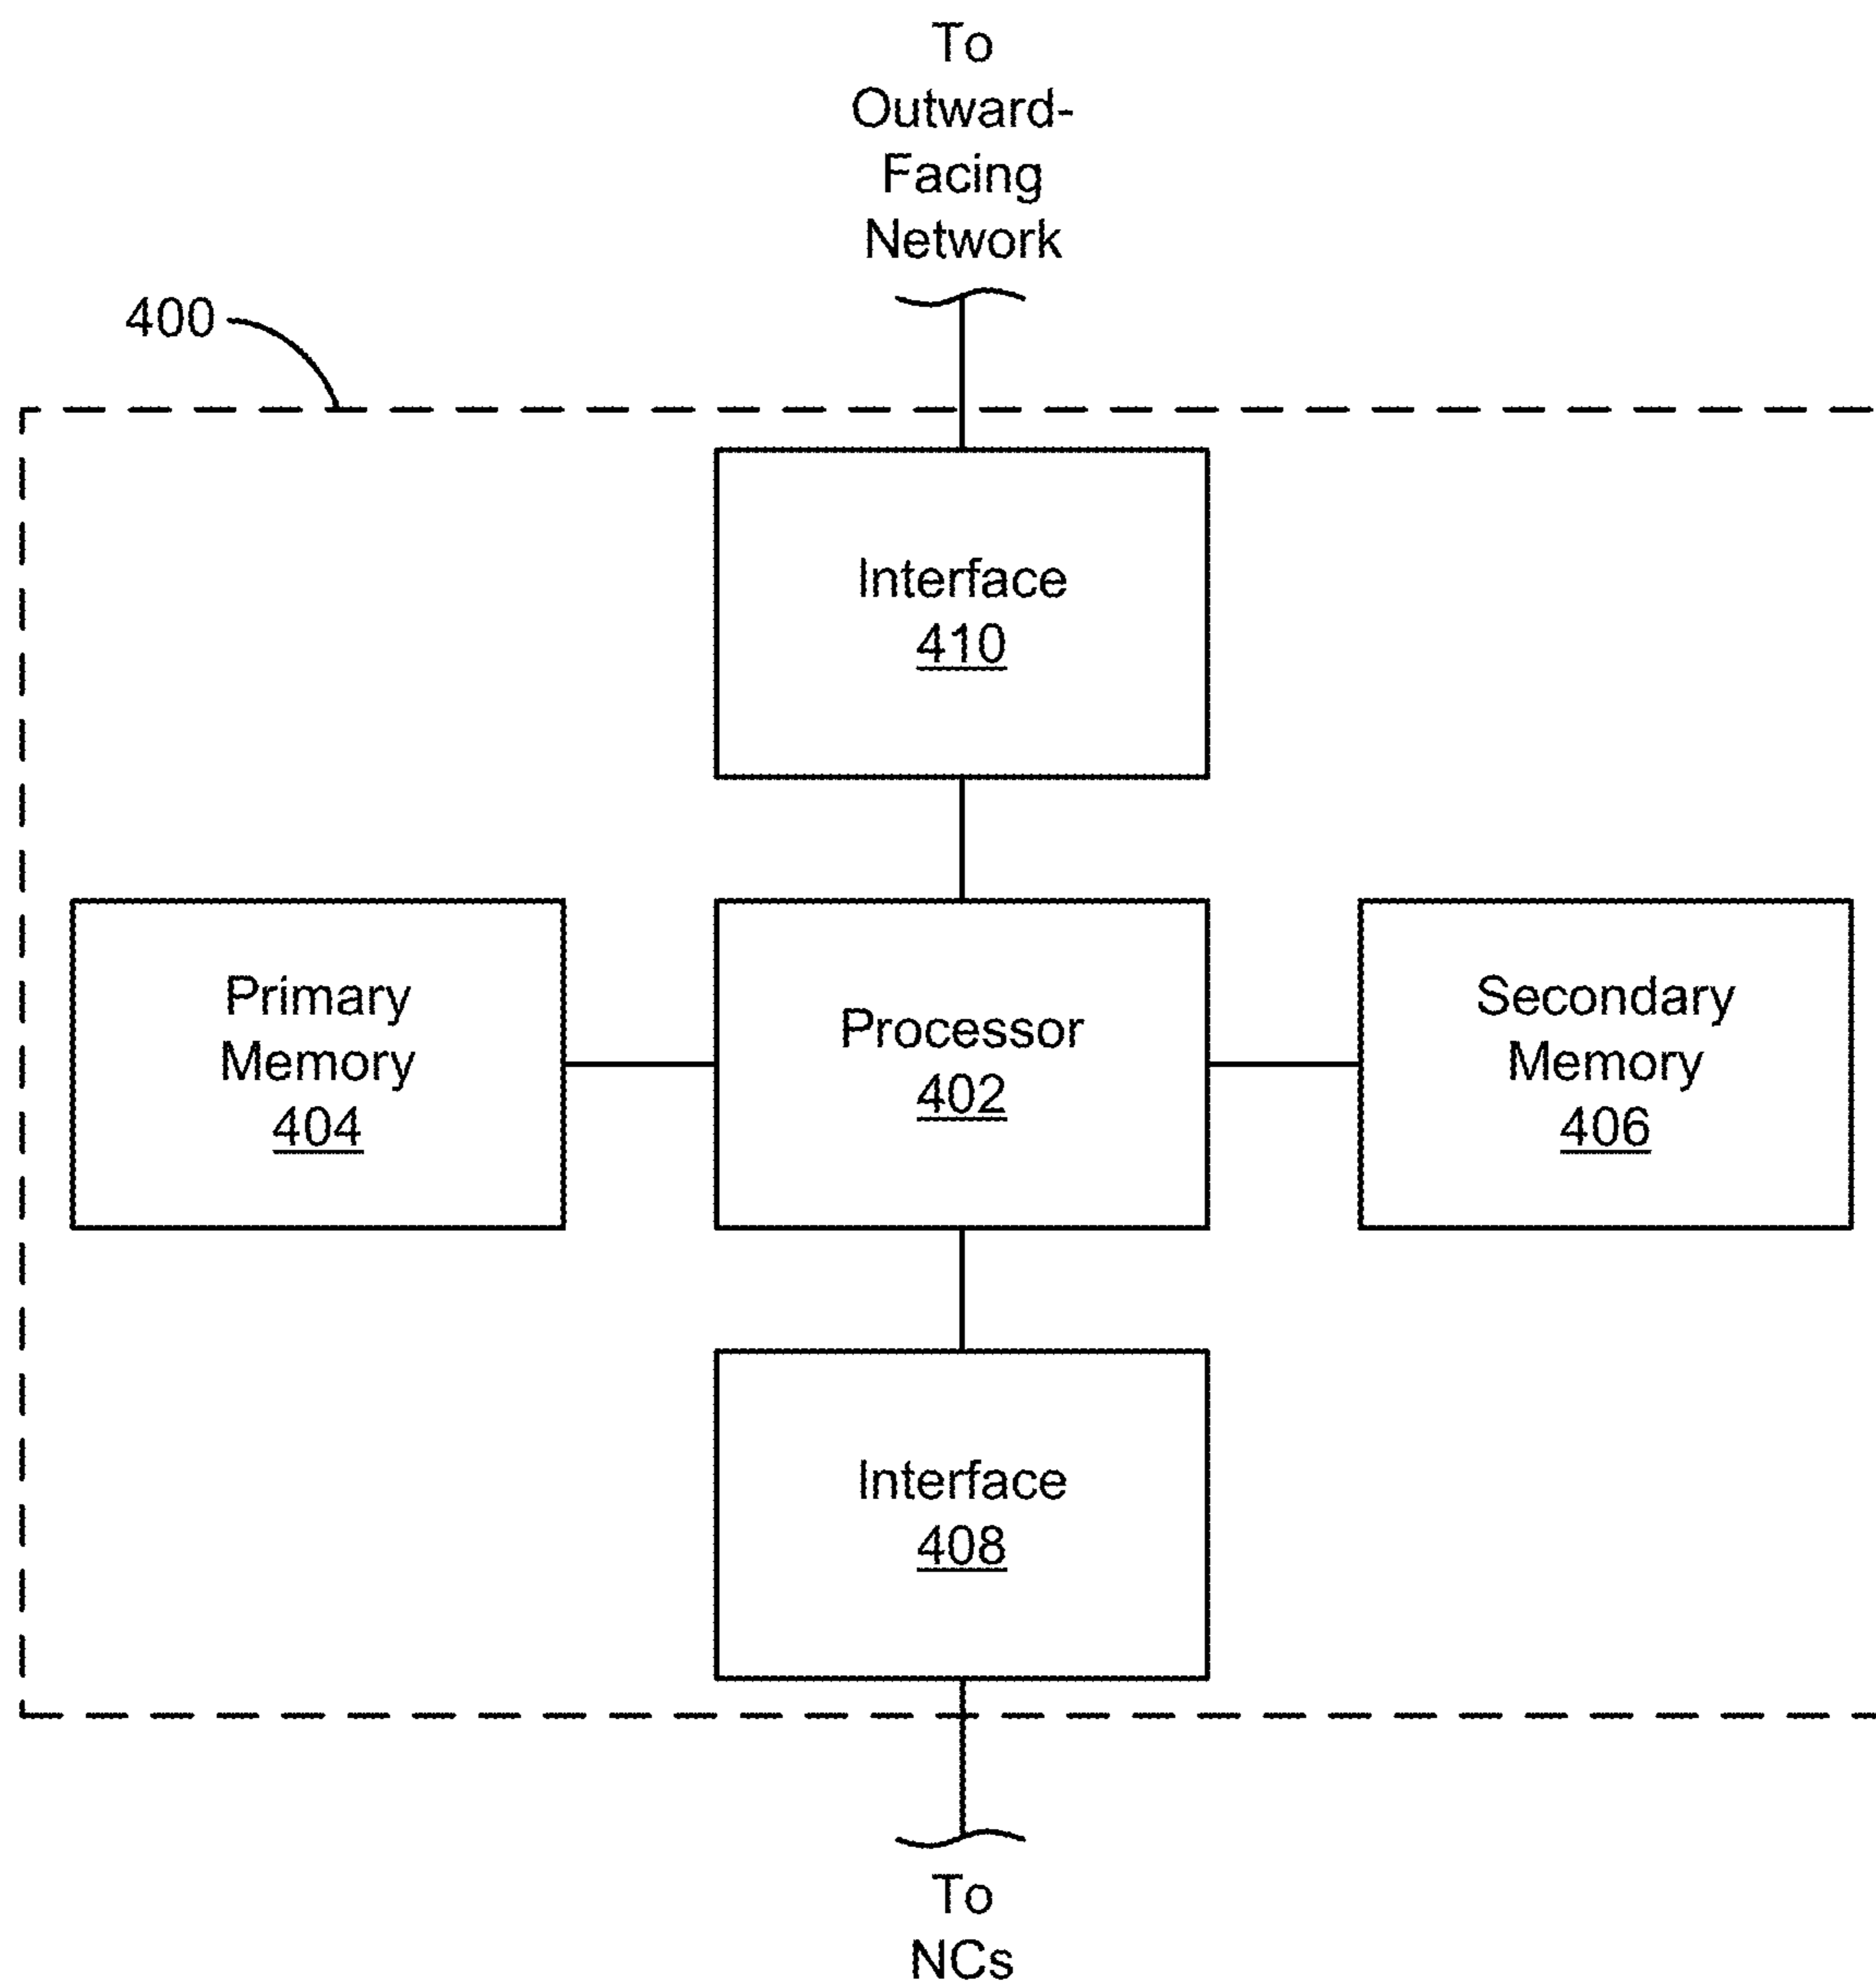 To
Outward-
Facing
Network
400
Interface
410
Primary
Memory
404
Processor
402
Secondary
Memory
406
Interface
408
To
NCs